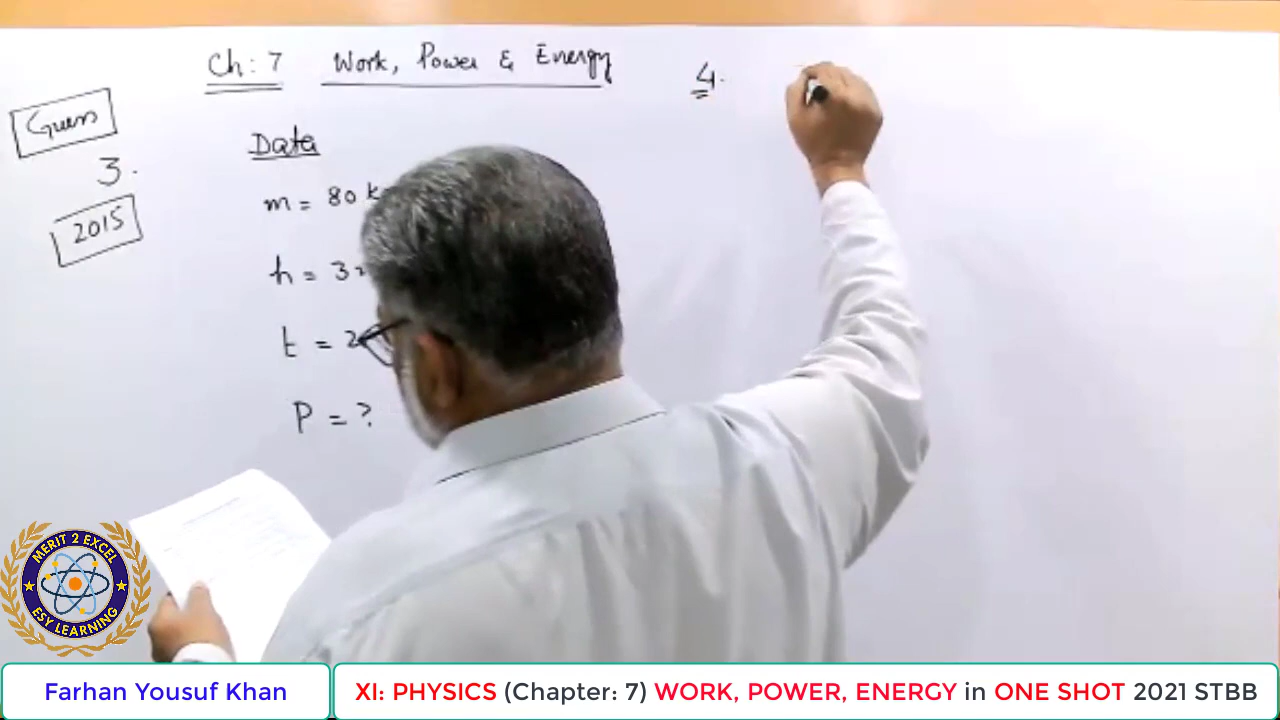 Ch: 7 Work, Power & Energy
4.
Guess
3.
2015
Data
m = 80 k
h = 3
t = 2
P = ?
MERIT 2 EXCEL
ESY LEARNING
Farhan Yousuf Khan
XI: PHYSICS (Chapter: 7) WORK, POWER, ENERGY in ONE SHOT 2021 STBB